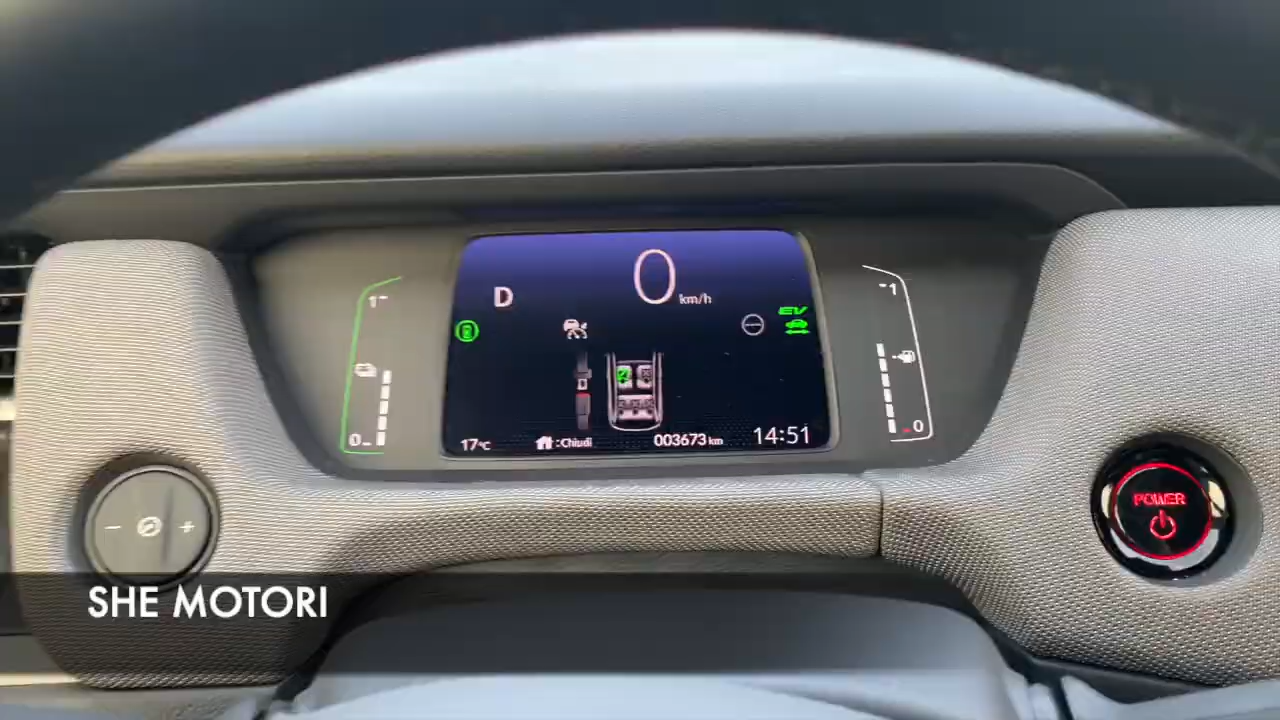 0 km/h
D
1
1
EV
0
0
17°C
:Chiudi
003673 km
14:51
POWER
- +
SHE MOTORI